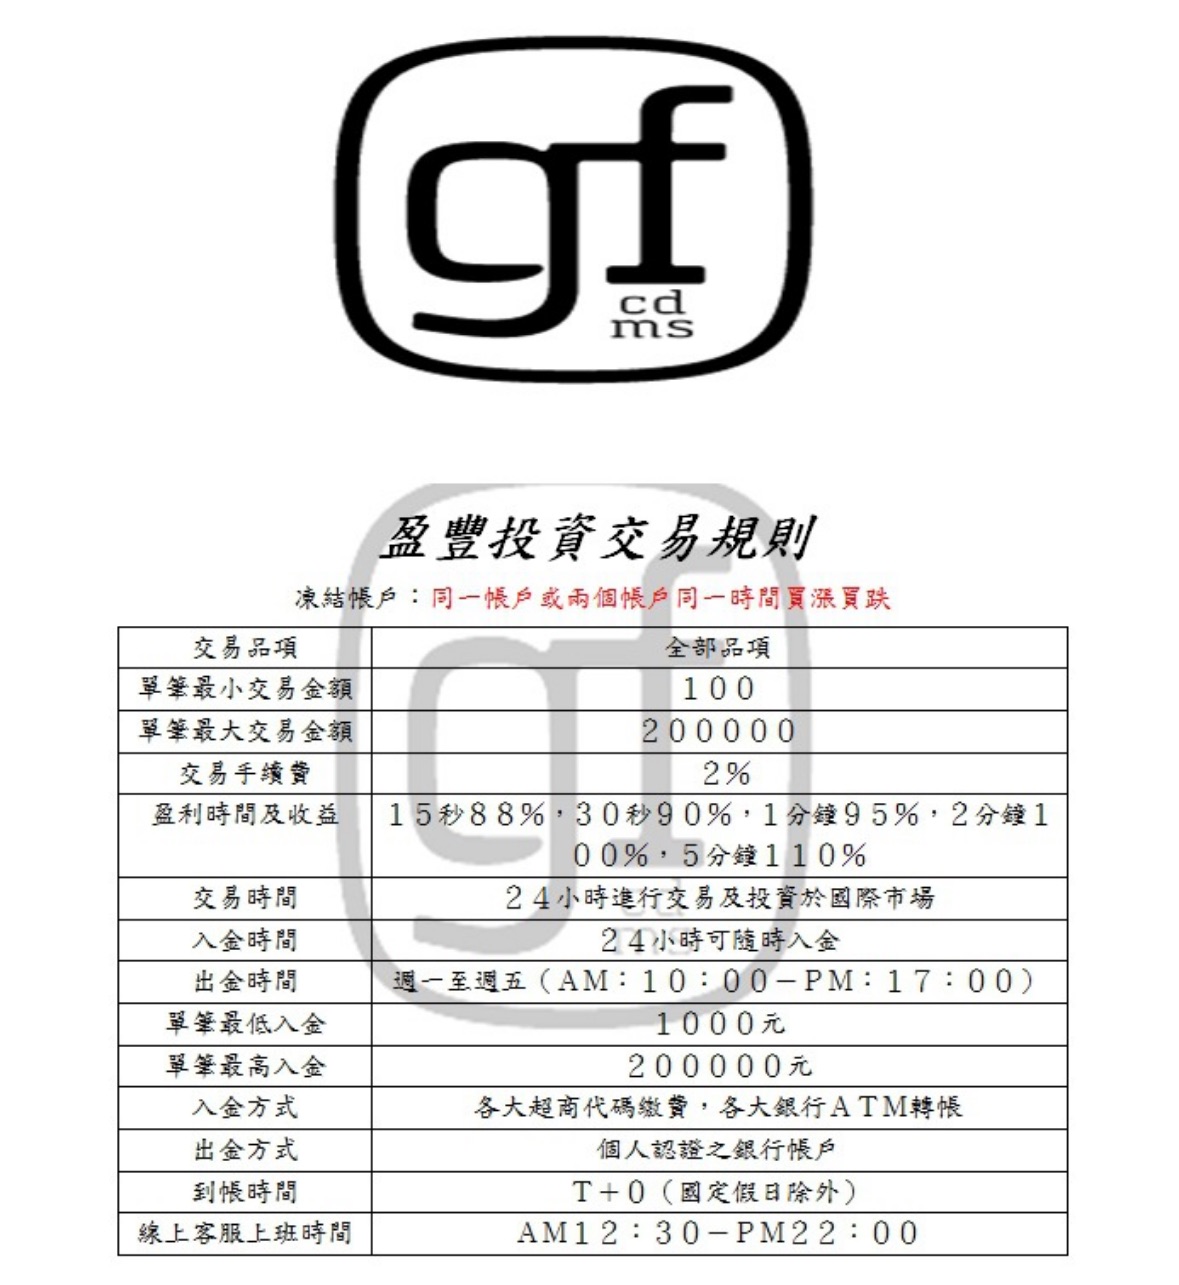 gf
cd
ms
盈豐投資交易規則
凍結帳戶：同一帳戶或兩個帳戶同一時間買漲買跌
交易品項 全部品項
單筆最小交易金額 １００
單筆最大交易金額 ２０００００
交易手續費 ２％
盈利時間及收益 １５秒８８％，３０秒９０％，１分鐘９５％，２分鐘１
００％，５分鐘１１０％
交易時間 ２４小時進行交易及投資於國際市場
入金時間 ２４小時可隨時入金
出金時間 週一至週五（ＡＭ：１０：００－ＰＭ：１７：００）
單筆最低入金 １０００元
單筆最高入金 ２０００００元
入金方式 各大超商代碼繳費，各大銀行ＡＴＭ轉帳
出金方式 個人認證之銀行帳戶
到帳時間 Ｔ＋０（國定假日除外）
線上客服上班時間 ＡＭ１２：３０－ＰＭ２２：００